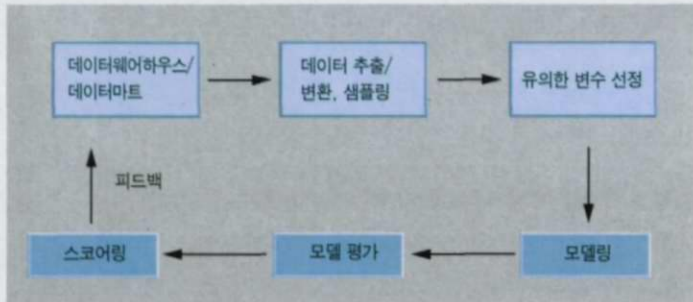 데이터웨어하우스/
데이터마트
데이터 추출/
변환, 샘플링
유의한 변수 선정
피드백
스코어링
모델 평가
모델링